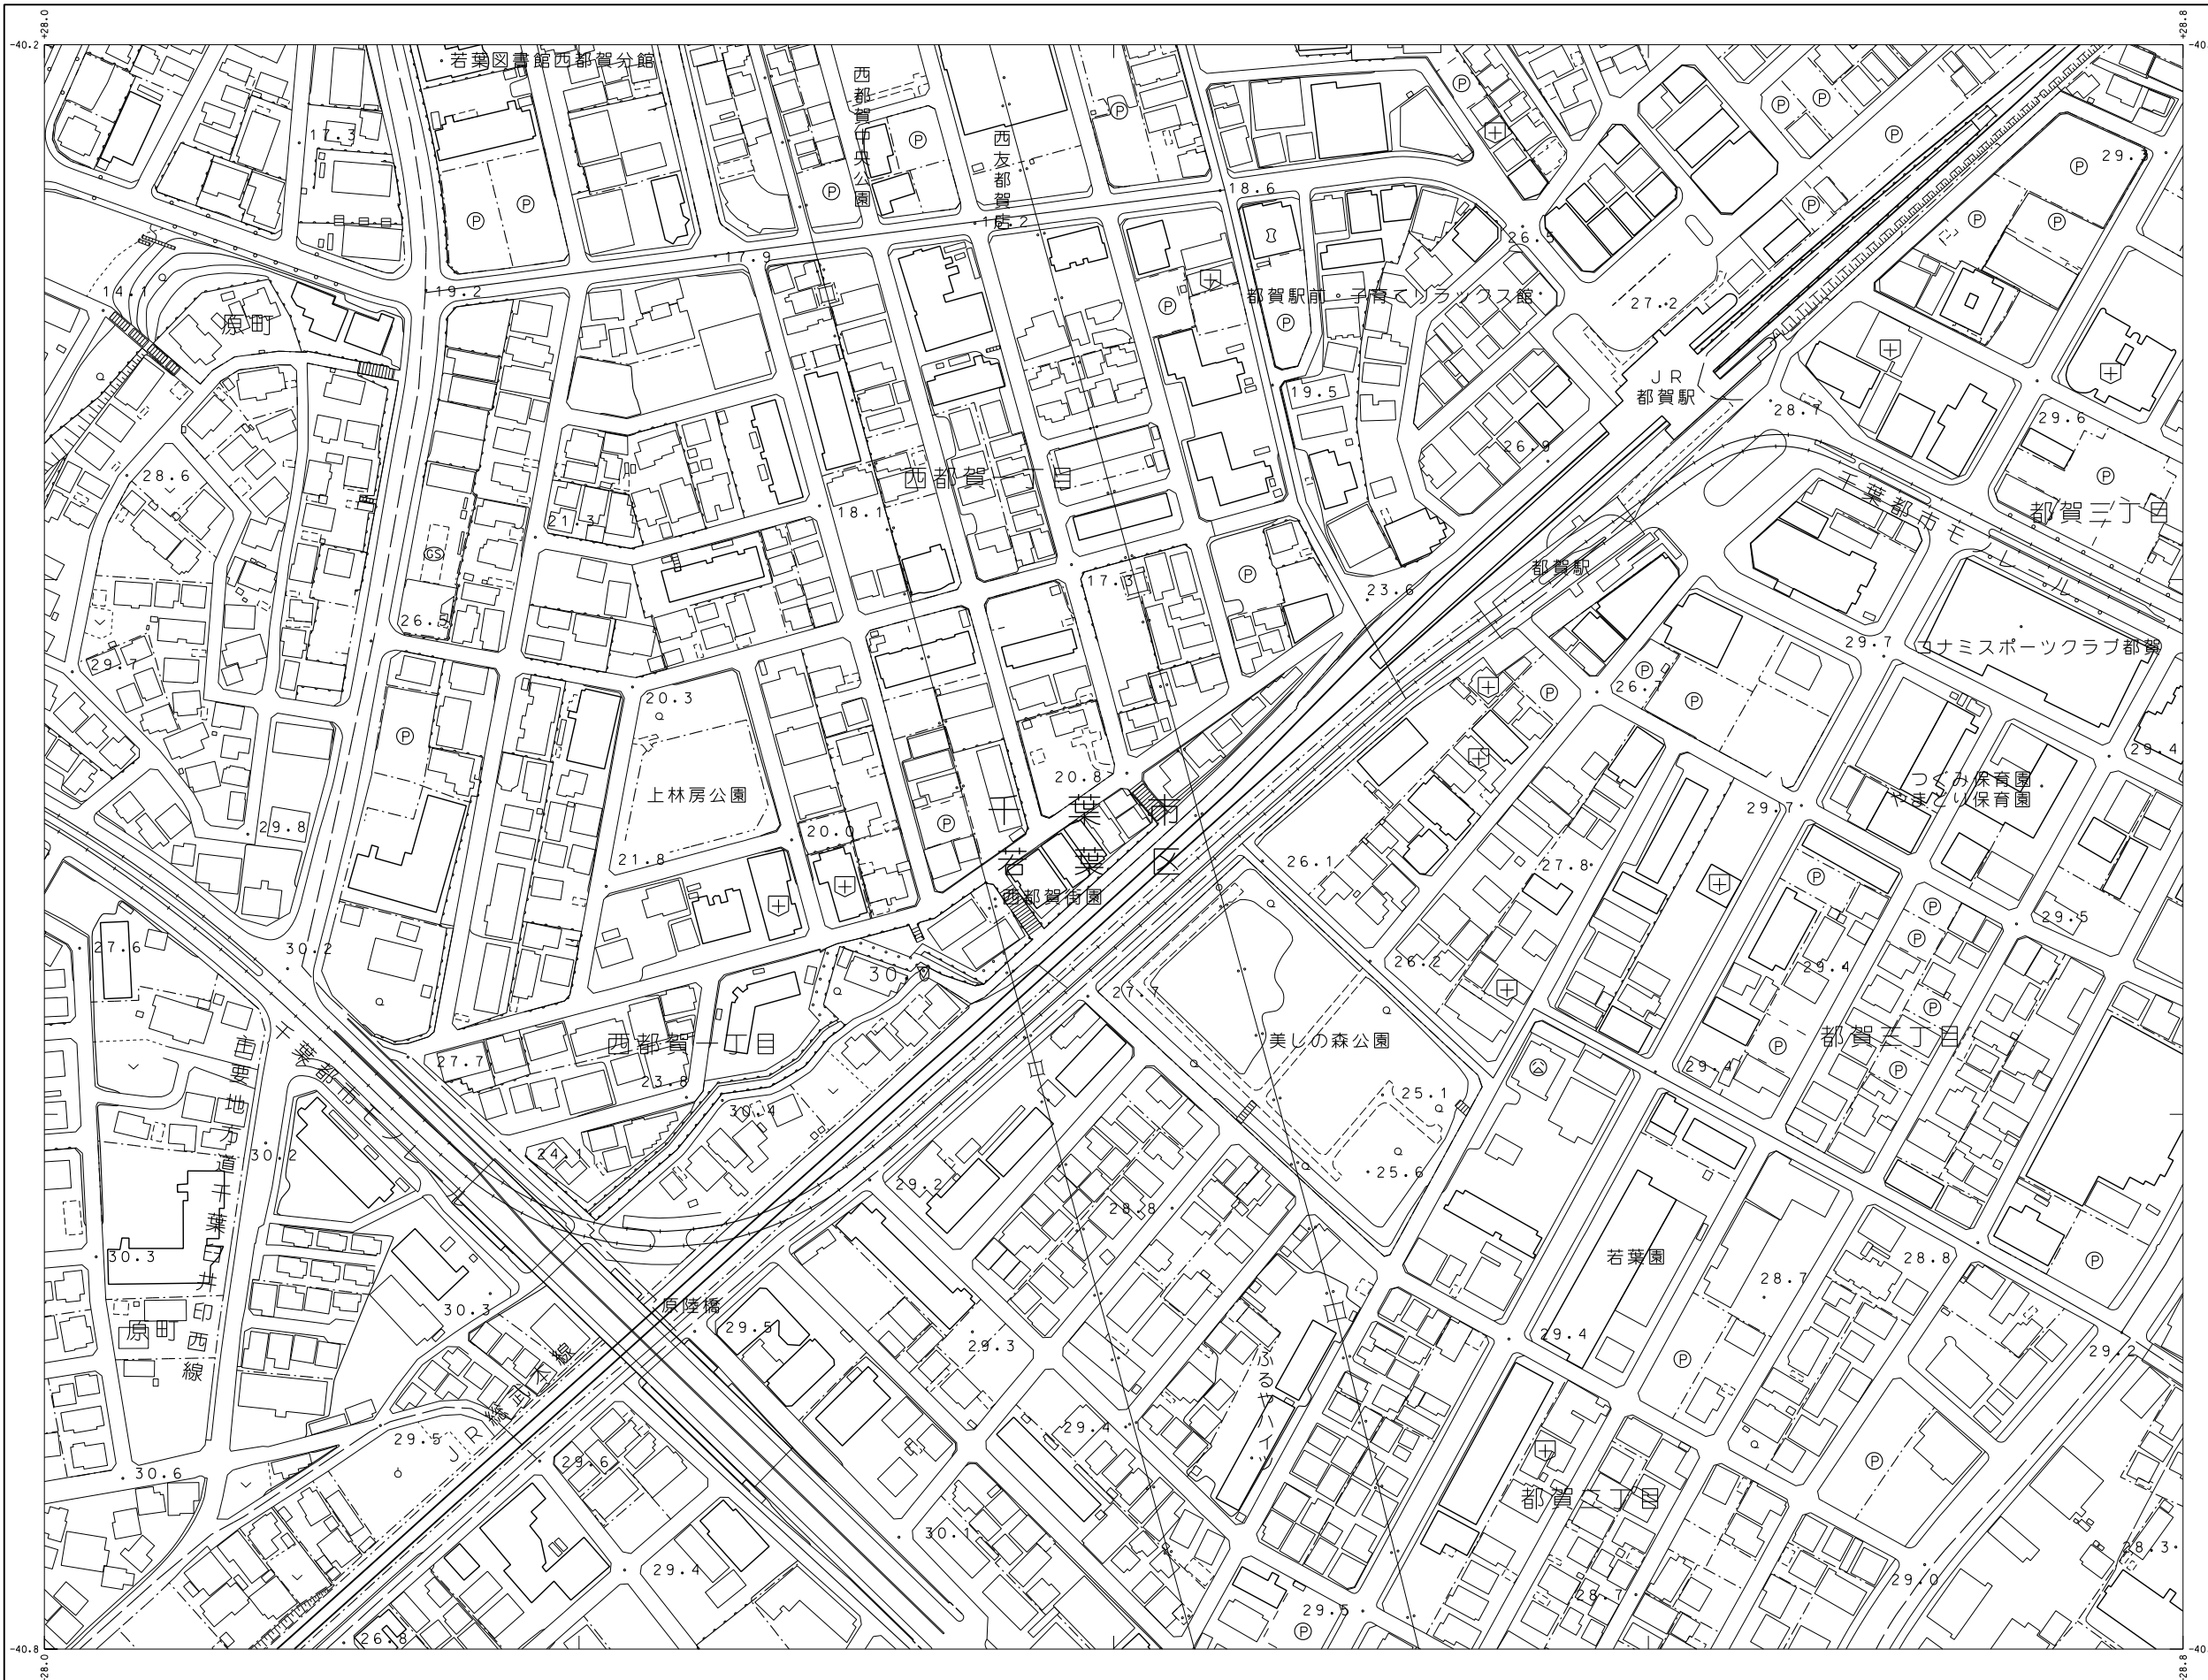 +28.0
+28.8
-40.2
若葉図書館西都賀分館
西都賀中央公園
西友都賀店
17.3
29.3
18.6
18.2
26.5
17.9
14.1
19.2
原町
都賀駅前・子育てリラックス館
27.2
JR
都賀駅
28.7
19.5
29.6
26.9
28.6
西都賀一丁目
千葉都市モノレール
都賀三丁目
18.1
21.3
GS
都賀駅
17.3
23.6
26.5
29.7
29.7
コナミスポーツクラブ都賀
20.3
29.4
20.8
つぐみ保育園
やまどり保育園
上林房公園
千葉市
29.7
29.8
20.0
21.8
若葉区
26.1
27.8
西都賀街園
29.5
27.6
30.2
26.2
29.4
27.7
千葉都市モノレール
主要地方道千葉臼井印西線
西都賀一丁目
美しの森公園
都賀三丁目
27.7
23.8
29.4
30.4
25.1
30.2
24.1
29.2
25.6
28.8
30.3
若葉園
28.8
28.7
30.3
原陸橋
原町
29.5
29.3
29.4
29.2
ふるやハイツ
JR総武本線
29.5
29.4
30.6
29.6
都賀二丁目
30.1
28.3
29.4
29.0
28.7
29.5
26.8
-40.8